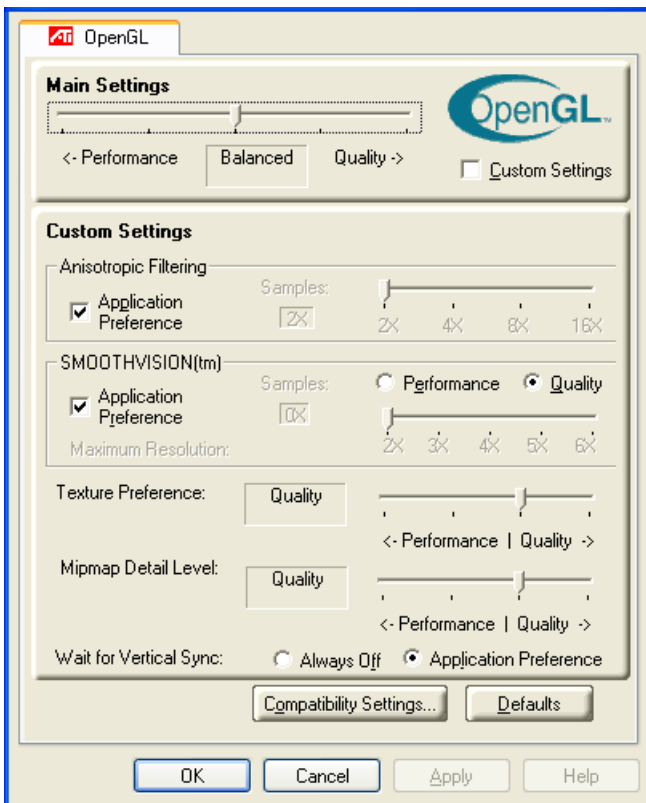 ATI OpenGL
Main Settings
OpenGL™
<- Performance Balanced Quality ->
Custom Settings
Custom Settings
Anisotropic Filtering
Application Preference
Samples:
2X
2X 4X 8X 16X
SMOOTHVISION(tm)
Application Preference
Samples:
0X
Performance Quality
2X 3X 4X 5X 6X
Maximum Resolution:
Texture Preference: Quality
<- Performance | Quality ->
Mipmap Detail Level: Quality
<- Performance | Quality ->
Wait for Vertical Sync: Always Off Application Preference
Compatibility Settings... Defaults
OK Cancel Apply Help